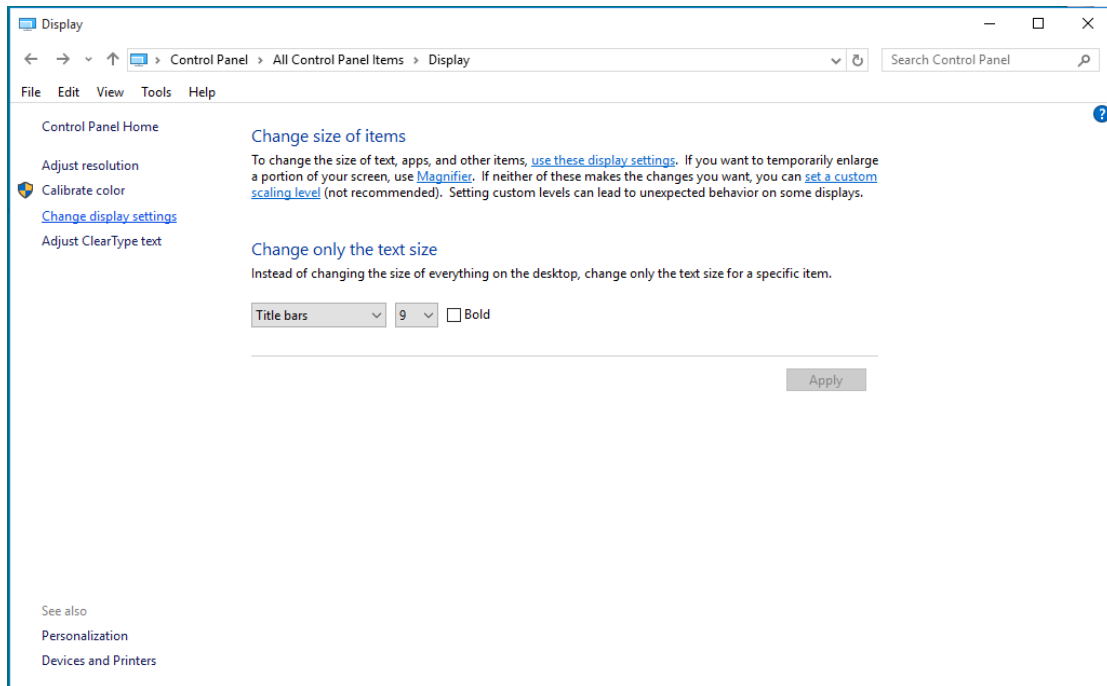 Display
Control Panel > All Control Panel Items > Display
Search Control Panel
File Edit View Tools Help
?
Control Panel Home
Adjust resolution
Calibrate color
Change display settings
Adjust ClearType text
Change size of items
To change the size of text, apps, and other items, use these display settings. If you want to temporarily enlarge
a portion of your screen, use Magnifier. If neither of these makes the changes you want, you can set a custom
scaling level (not recommended). Setting custom levels can lead to unexpected behavior on some displays.
Change only the text size
Instead of changing the size of everything on the desktop, change only the text size for a specific item.
Title bars 9 Bold
Apply
See also
Personalization
Devices and Printers